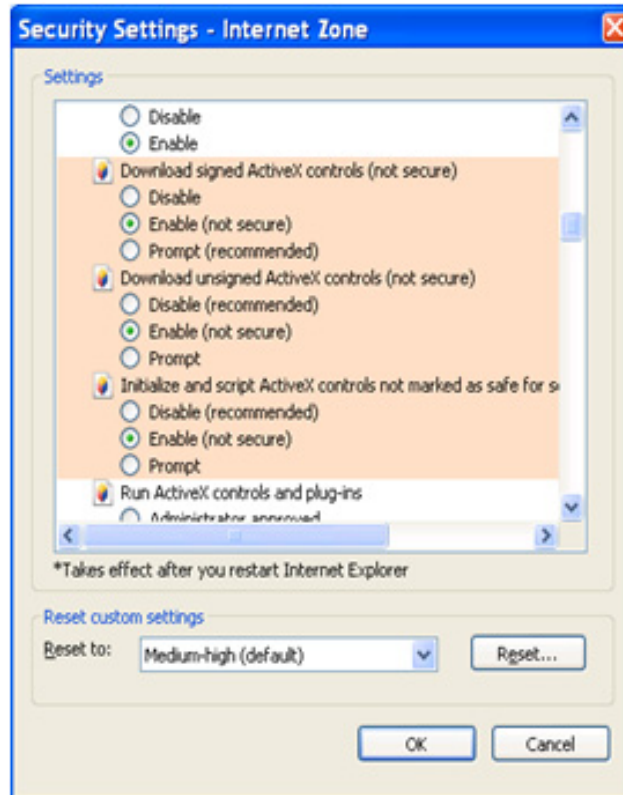 Security Settings - Internet Zone
Settings
Disable
Enable
Download signed ActiveX controls (not secure)
Disable
Enable (not secure)
Prompt (recommended)
Download unsigned ActiveX controls (not secure)
Disable (recommended)
Enable (not secure)
Prompt
Initialize and script ActiveX controls not marked as safe for s
Disable (recommended)
Enable (not secure)
Prompt
Run ActiveX controls and plug-ins
Administrator approved
*Takes effect after you restart Internet Explorer
Reset custom settings
Reset to: Medium-high (default) Reset...
OK Cancel